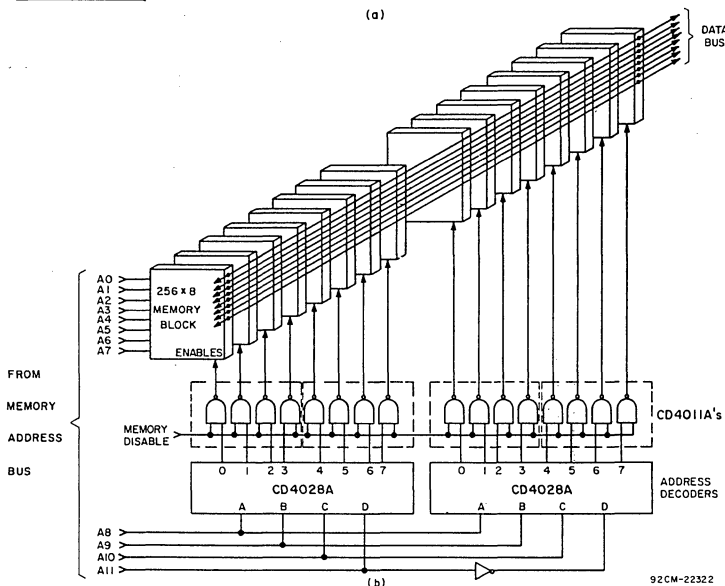 (a)
DATA
BUS
A0
A1
A2
A3
A4
A5
A6
A7
256 x 8
MEMORY
BLOCK
ENABLES
FROM
MEMORY
ADDRESS
BUS
MEMORY
DISABLE
CD4011A's
0 1 2 3 4 5 6 7
0 1 2 3 4 5 6 7
CD4028A
CD4028A
ADDRESS
DECODERS
A B C D
A B C D
A8
A9
A10
A11
(b)
92CM-22322